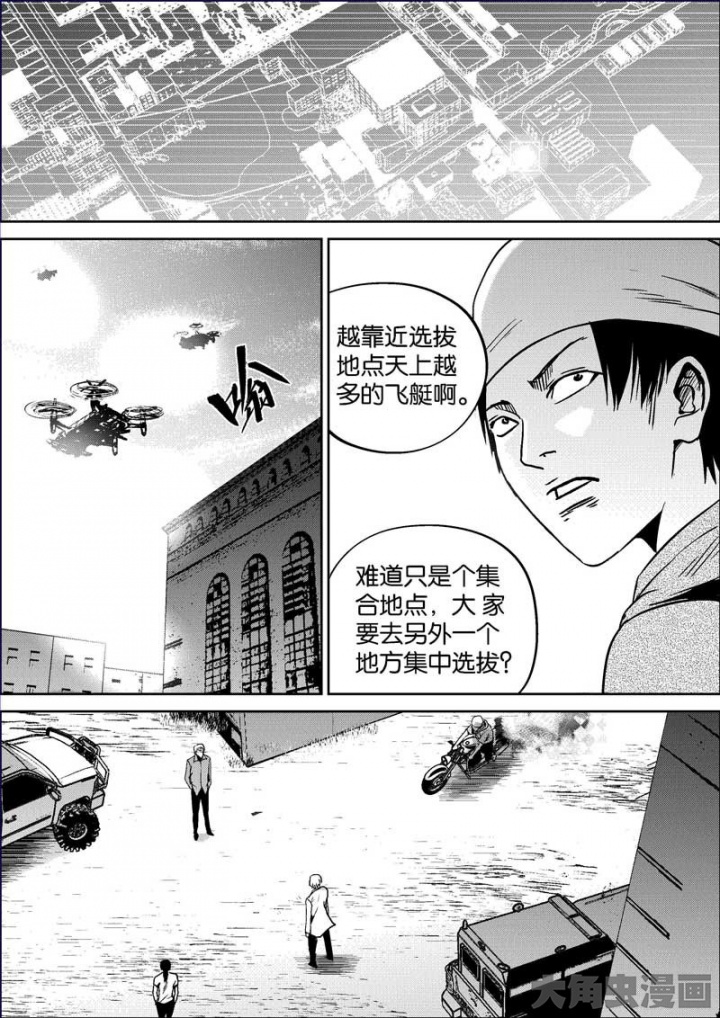 越靠近选拔
地点天上越
多的飞艇啊。
嗡
难道只是个集
合地点，大家
要去另外一个
地方集中选拔？
大角虫漫画